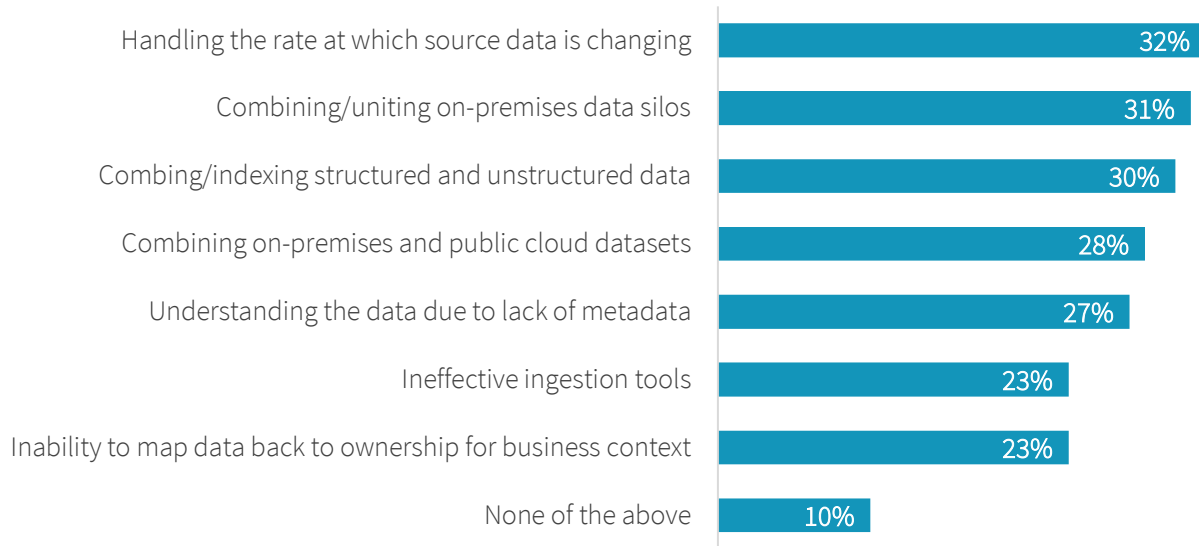 Handling the rate at which source data is changing 32%
Combining/uniting on-premises data silos 31%
Combing/indexing structured and unstructured data 30%
Combining on-premises and public cloud datasets 28%
Understanding the data due to lack of metadata 27%
Ineffective ingestion tools 23%
Inability to map data back to ownership for business context 23%
None of the above 10%